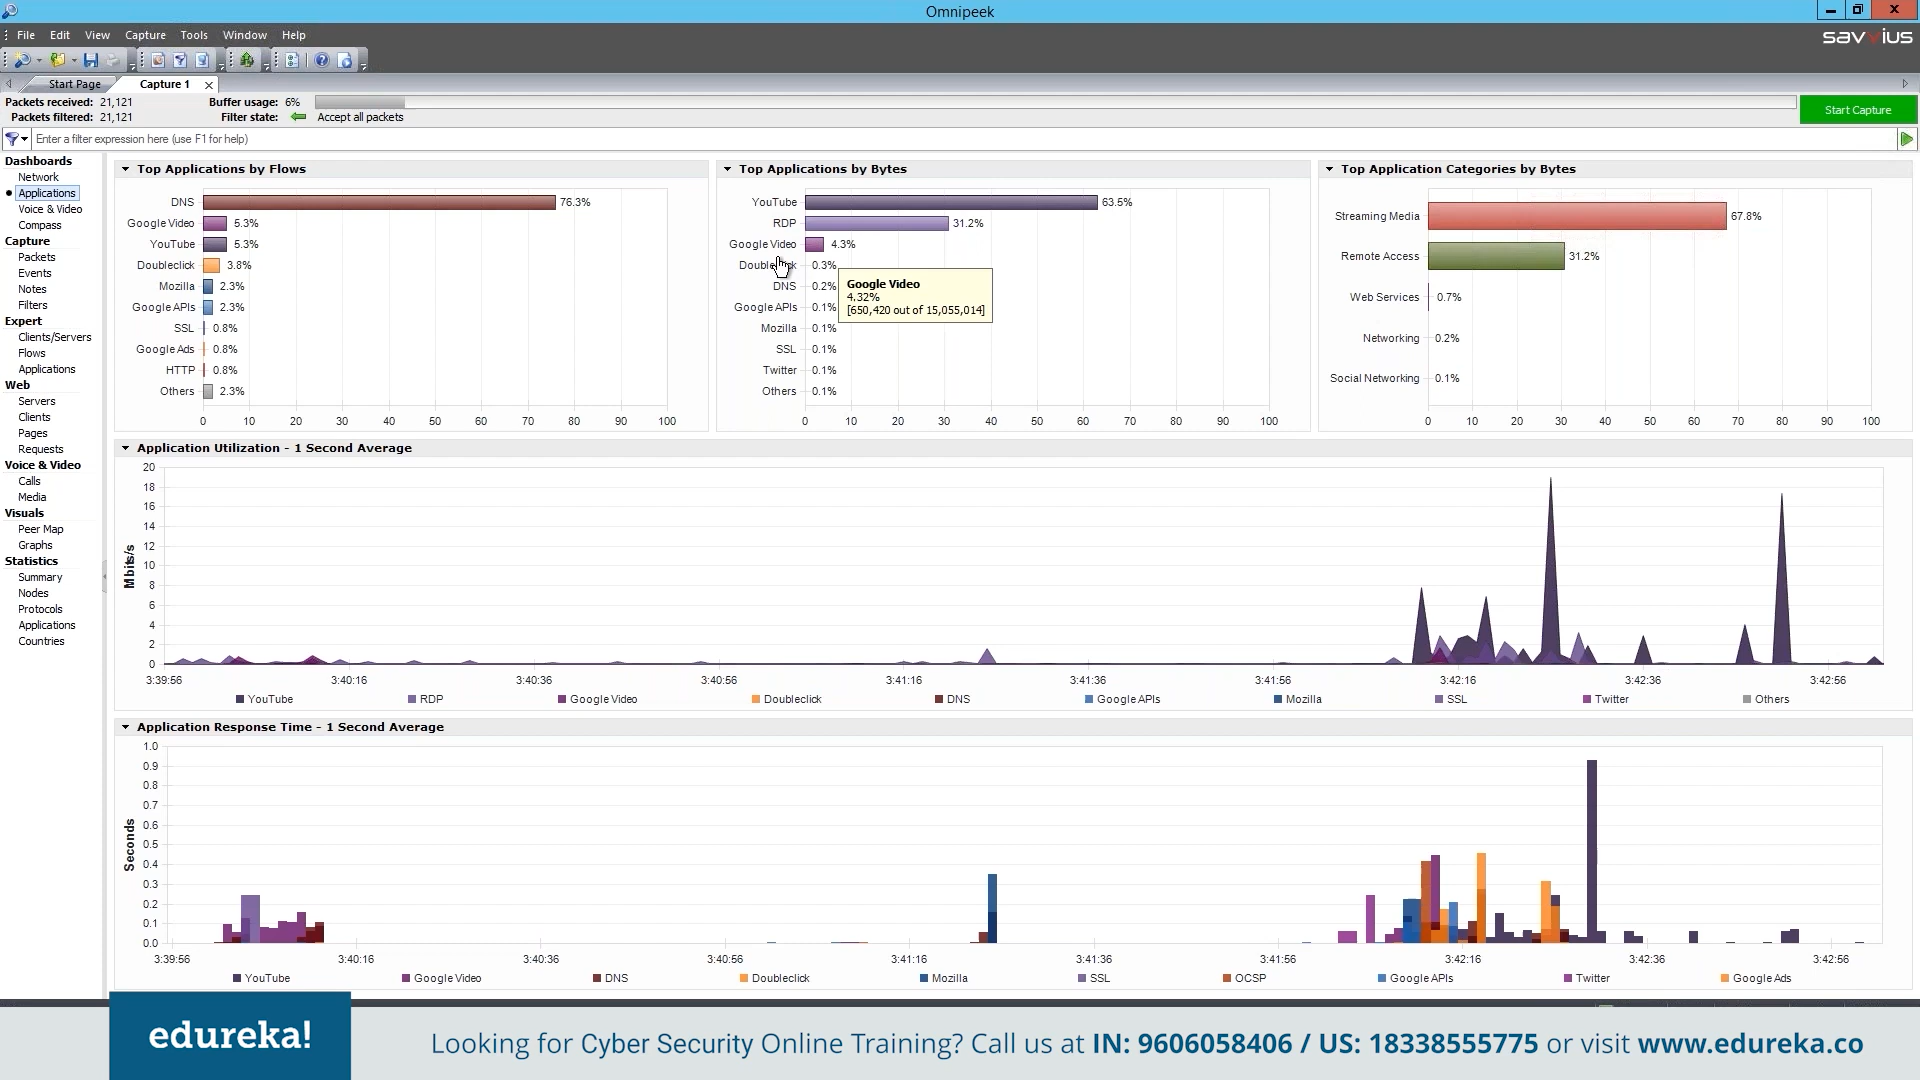 Omnipeek
File Edit View Capture Tools Window Help
savvius
Start Page Capture 1
Packets received: 21,121 Buffer usage: 6%
Packets filtered: 21,121 Filter state: Accept all packets
Start Capture
Enter a filter expression here (use F1 for help)
Dashboards
Network
Applications
Voice & Video
Compass
Capture
Packets
Events
Notes
Filters
Expert
Clients/Servers
Flows
Applications
Web
Servers
Clients
Pages
Requests
Voice & Video
Calls
Media
Visuals
Peer Map
Graphs
Statistics
Summary
Nodes
Protocols
Applications
Countries
Top Applications by Flows
DNS 76.3%
Google Video 5.3%
YouTube 5.3%
Doubleclick 3.8%
Mozilla 2.3%
Google APIs 2.3%
SSL 0.8%
Google Ads 0.8%
HTTP 0.8%
Others 2.3%
0 10 20 30 40 50 60 70 80 90 100
Top Applications by Bytes
YouTube 63.5%
RDP 31.2%
Google Video 4.3%
Doubleclick 0.3%
DNS 0.2%
Google APIs 0.1%
Mozilla 0.1%
SSL 0.1%
Twitter 0.1%
Others 0.1%
0 10 20 30 40 50 60 70 80 90 100
Google Video
4.32%
[650,420 out of 15,055,014]
Top Application Categories by Bytes
Streaming Media 67.8%
Remote Access 31.2%
Web Services 0.7%
Networking 0.2%
Social Networking 0.1%
0 10 20 30 40 50 60 70 80 90 100
Application Utilization - 1 Second Average
Mbits/s
20
18
16
14
12
10
8
6
4
2
0
3:39:56 3:40:16 3:40:36 3:40:56 3:41:16 3:41:36 3:41:56 3:42:16 3:42:36 3:42:56
YouTube RDP Google Video Doubleclick DNS Google APIs Mozilla SSL Twitter Others
Application Response Time - 1 Second Average
Seconds
1.0
0.9
0.8
0.7
0.6
0.5
0.4
0.3
0.2
0.1
0.0
3:39:56 3:40:16 3:40:36 3:40:56 3:41:16 3:41:36 3:41:56 3:42:16 3:42:36 3:42:56
YouTube Google Video DNS Doubleclick Mozilla SSL OCSP Google APIs Twitter Google Ads
edureka!
Looking for Cyber Security Online Training? Call us at IN: 9606058406 / US: 18338555775 or visit www.edureka.co